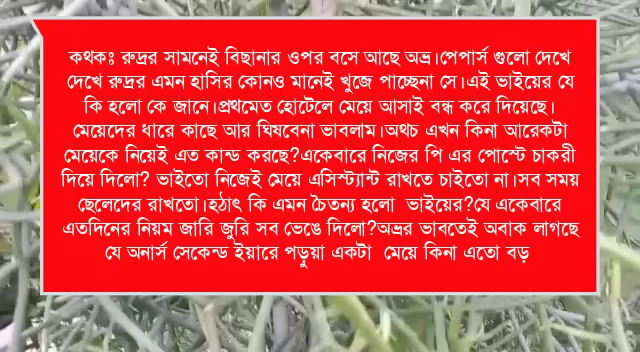 কথকঃ রুদ্রর সামনেই বিছানার ওপর বসে আছে অভ্র।পেপার্স গুলো দেখে
দেখে রুদ্রর এমন হাসির কোনও মানেই খুজে পাচ্ছেনা সে।এই ভাইয়ের যে
কি হলো কে জানে।প্রথমেত হোটেলে মেয়ে আসাই বন্ধ করে দিয়েছে।
মেয়েদের ধারে কাছে আর ঘিষবেনা ভাবলাম।অথচ এখন কিনা আরেকটা
মেয়েকে নিয়েই এত কান্ড করছে?একেবারে নিজের পি এর পোস্টে চাকরী
দিয়ে দিলো? ভাইতো নিজেই মেয়ে এসিস্ট্যান্ট রাখতে চাইতো না।সব সময়
ছেলেদের রাখতো।হঠাৎ কি এমন চৈতন্য হলো ভাইয়ের?যে একেবারে
এতদিনের নিয়ম জারি জুরি সব ভেঙে দিলো?অভ্রর ভাবতেই অবাক লাগছে
যে অনার্স সেকেন্ড ইয়ারে পড়ুয়া একটা মেয়ে কিনা এতো বড়